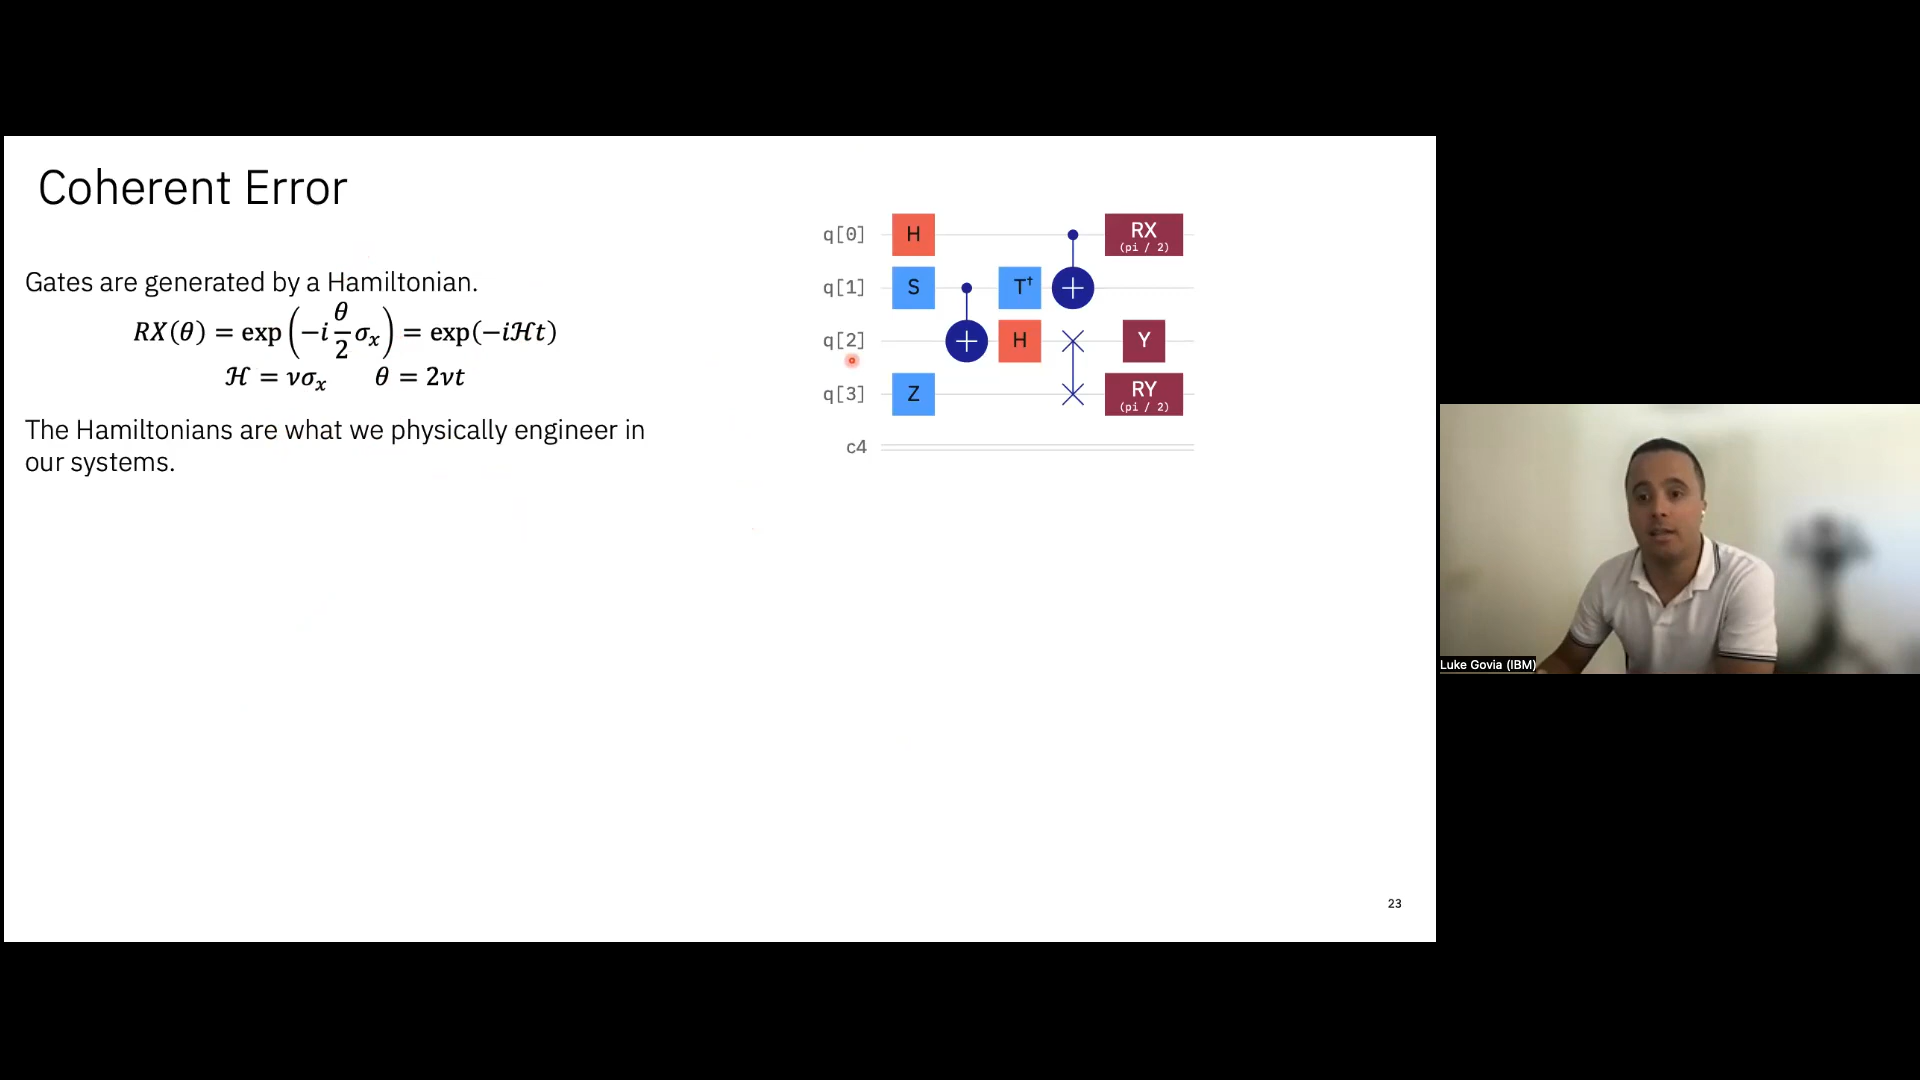 Coherent Error
Gates are generated by a Hamiltonian.
RX(θ) = exp(−i θ/2 σₓ) = exp(−iℋt)
ℋ = νσₓ θ = 2νt
The Hamiltonians are what we physically engineer in
our systems.
q[0] H RX
(pi / 2)
q[1] S T†
q[2] H Y
q[3] Z RY
(pi / 2)
c4
Luke Govia (IBM)
23